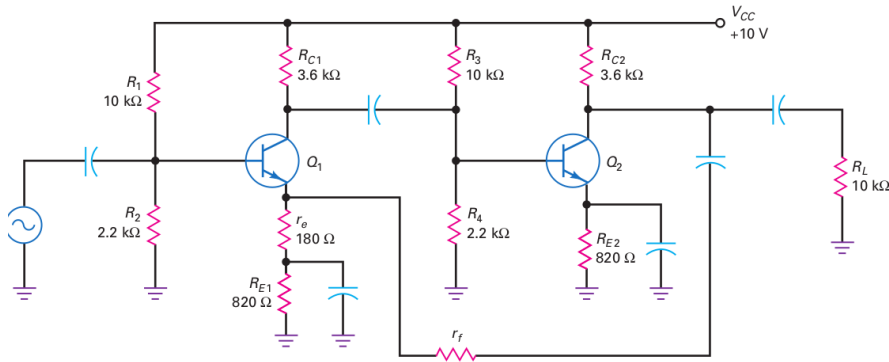 V_CC
+10 V
R_C1
3.6 kΩ
R_3
10 kΩ
R_C2
3.6 kΩ
R_1
10 kΩ
Q_1
Q_2
R_L
10 kΩ
R_2
2.2 kΩ
r_e
180 Ω
R_4
2.2 kΩ
R_E2
820 Ω
R_E1
820 Ω
r_f